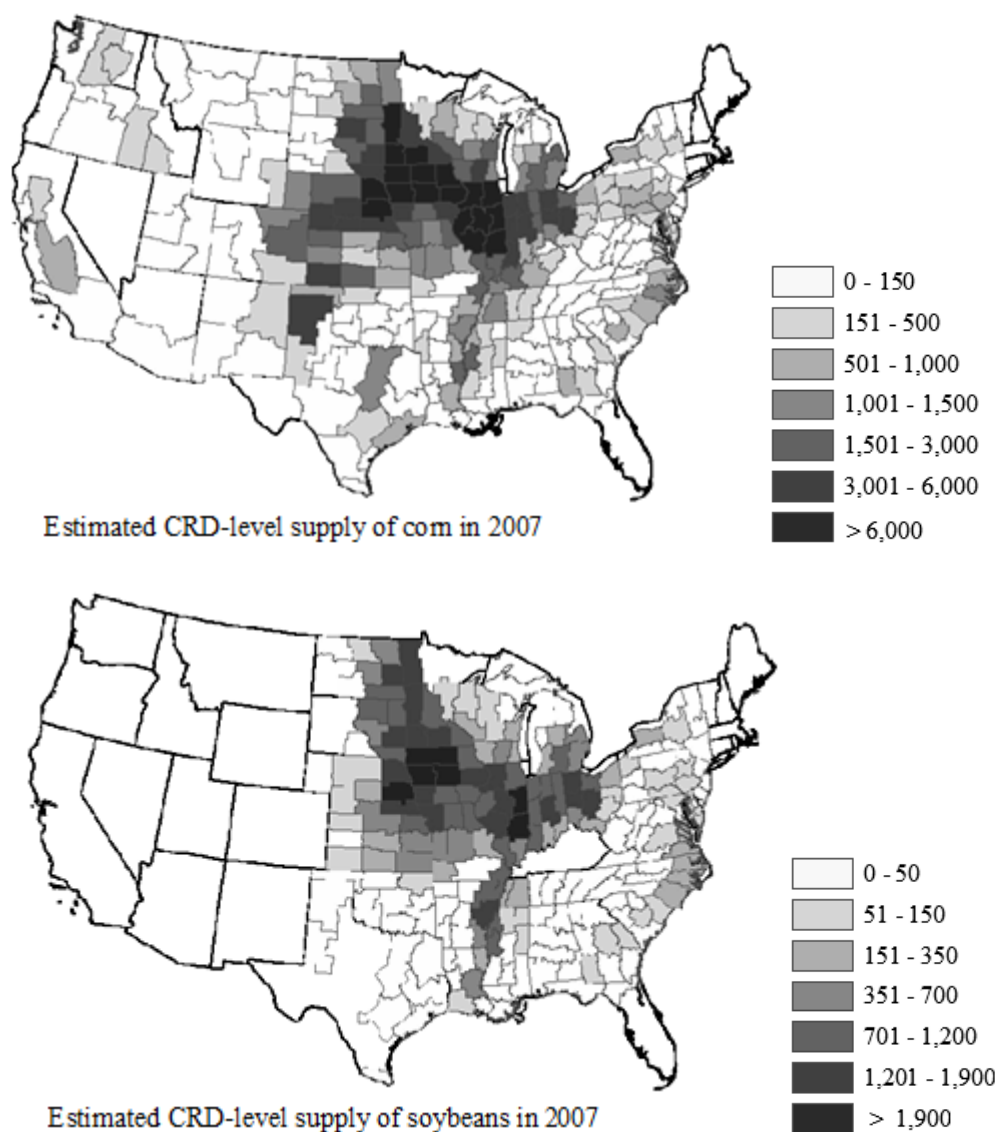 0 - 150
151 - 500
501 - 1,000
1,001 - 1,500
1,501 - 3,000
3,001 - 6,000
> 6,000
Estimated CRD-level supply of corn in 2007
0 - 50
51 - 150
151 - 350
351 - 700
701 - 1,200
1,201 - 1,900
> 1,900
Estimated CRD-level supply of soybeans in 2007